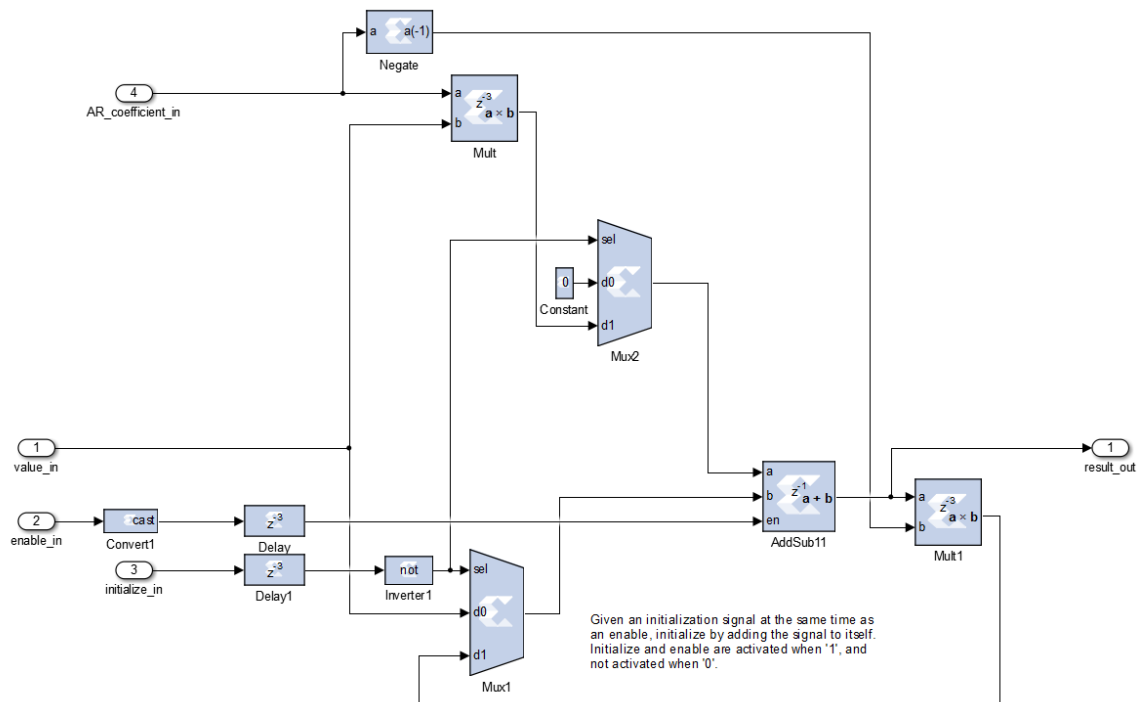 a
a(-1)
Negate
4
AR_coefficient_in
a
b
z-3
a × b
Mult
sel
d0
d1
0
Constant
Mux2
1
value_in
2
enable_in
cast
Convert1
z-3
Delay
3
initialize_in
z-3
Delay1
not
Inverter1
sel
d0
d1
Mux1
a
b
en
z-1
a + b
AddSub11
a
b
z-3
a × b
Mult1
1
result_out
Given an initialization signal at the same time as
an enable, initialize by adding the signal to itself.
Initialize and enable are activated when '1', and
not activated when '0'.